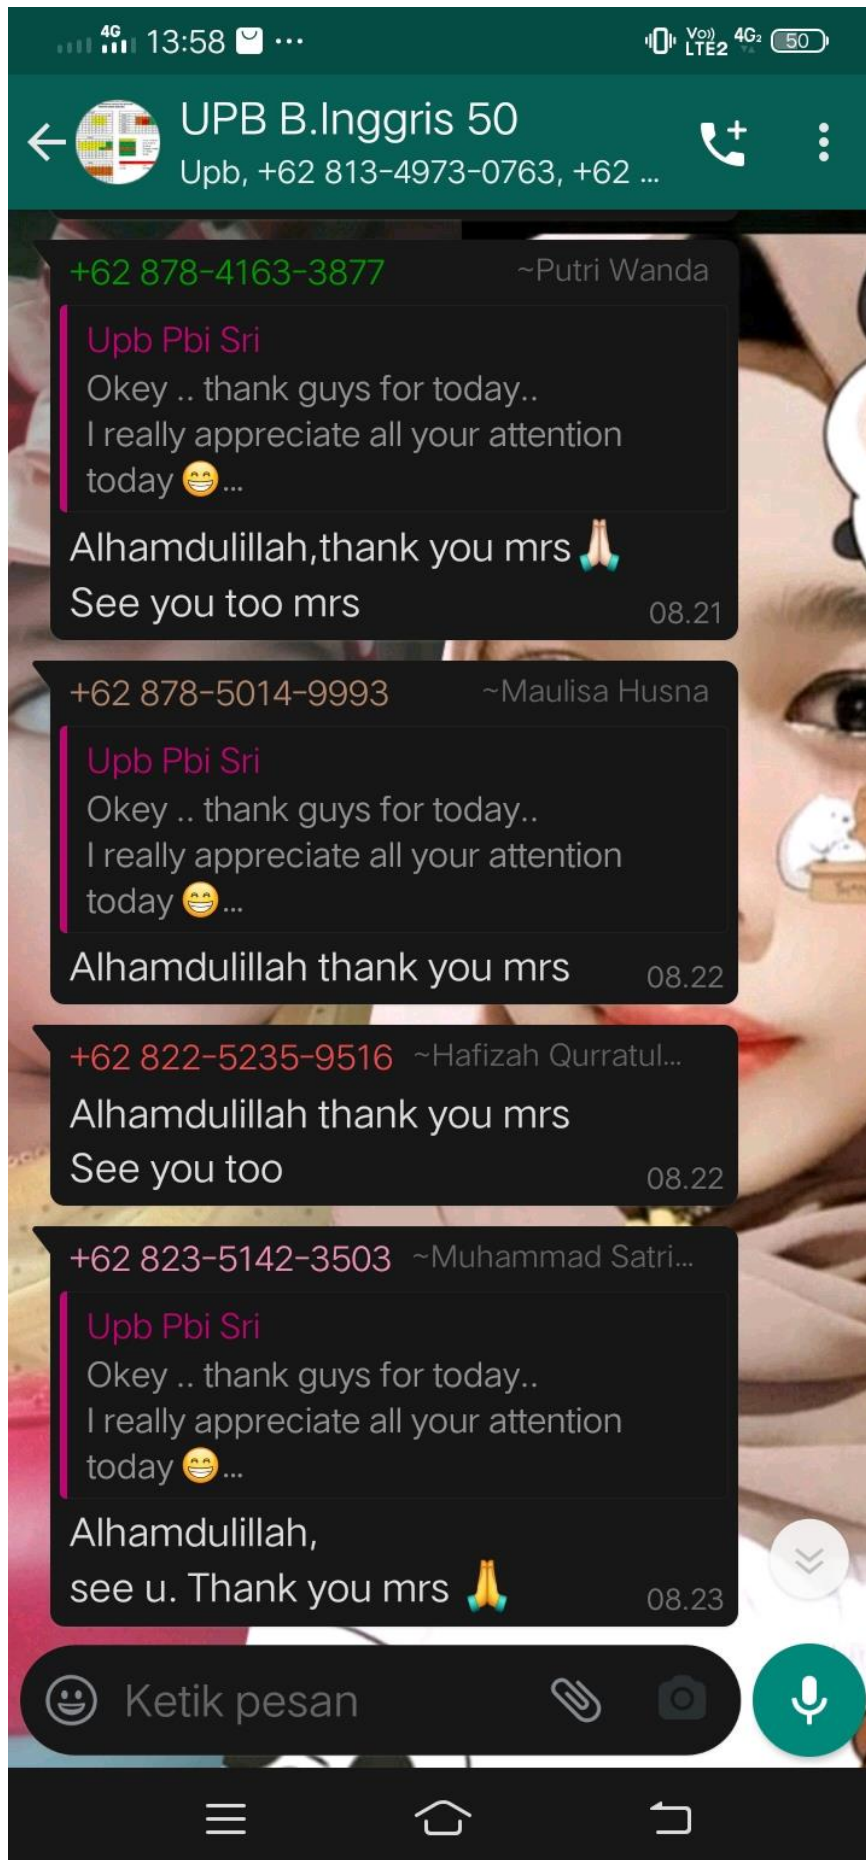 4G 13:58 ...
Vo)) LTE2 4G2 50
UPB B.Inggris 50
Upb, +62 813-4973-0763, +62 ...
+62 878-4163-3877 ~Putri Wanda
Upb Pbi Sri
Okey .. thank guys for today..
I really appreciate all your attention
today 😁...
Alhamdulillah,thank you mrs🙏🏻
See you too mrs 08.21
+62 878-5014-9993 ~Maulisa Husna
Upb Pbi Sri
Okey .. thank guys for today..
I really appreciate all your attention
today 😁...
Alhamdulillah thank you mrs 08.22
+62 822-5235-9516 ~Hafizah Qurratul...
Alhamdulillah thank you mrs
See you too 08.22
+62 823-5142-3503 ~Muhammad Satri...
Upb Pbi Sri
Okey .. thank guys for today..
I really appreciate all your attention
today 😁...
Alhamdulillah,
see u. Thank you mrs 🙏 08.23
Ketik pesan